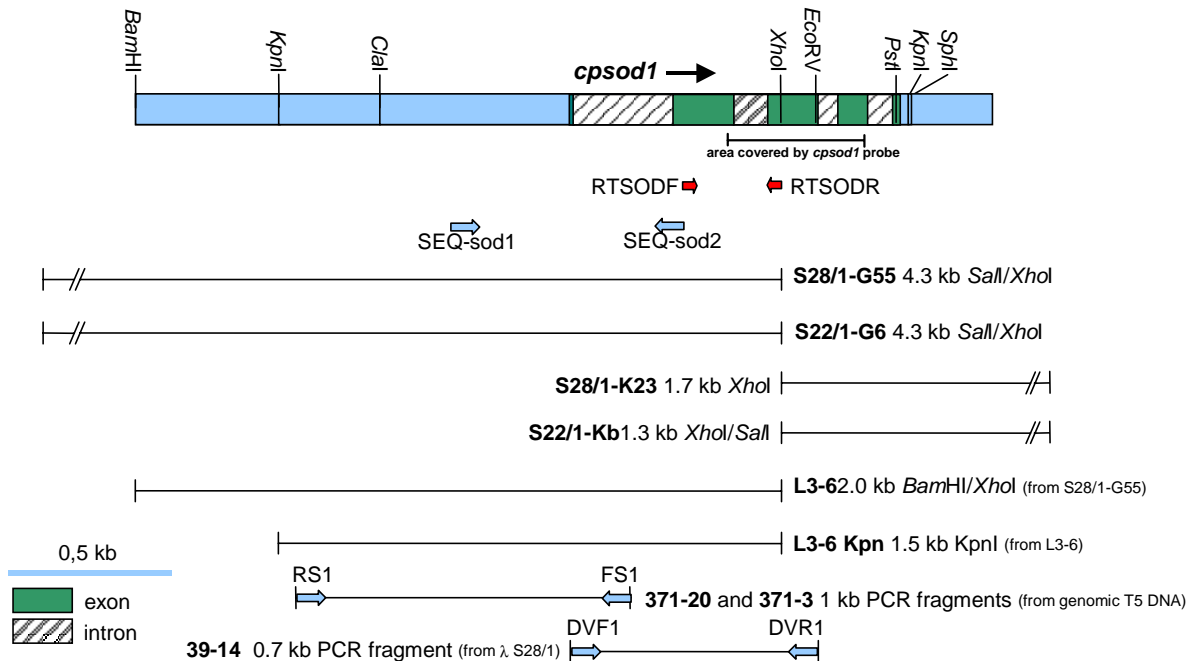 BamHI
KpnI
ClaI
XhoI
EcoRV
PstI
KpnI
SphI
cpsod1
area covered by cpsod1 probe
RTSODF
RTSODR
SEQ-sod1
SEQ-sod2
S28/1-G55 4.3 kb SalI/XhoI
S22/1-G6 4.3 kb SalI/XhoI
S28/1-K23 1.7 kb XhoI
S22/1-Kb1.3 kb XhoI/SalI
L3-62.0 kb BamHI/XhoI (from S28/1-G55)
L3-6 Kpn 1.5 kb KpnI (from L3-6)
0,5 kb
exon
intron
RS1
FS1
371-20 and 371-3 1 kb PCR fragments (from genomic T5 DNA)
DVF1
DVR1
39-14 0.7 kb PCR fragment (from λ S28/1)